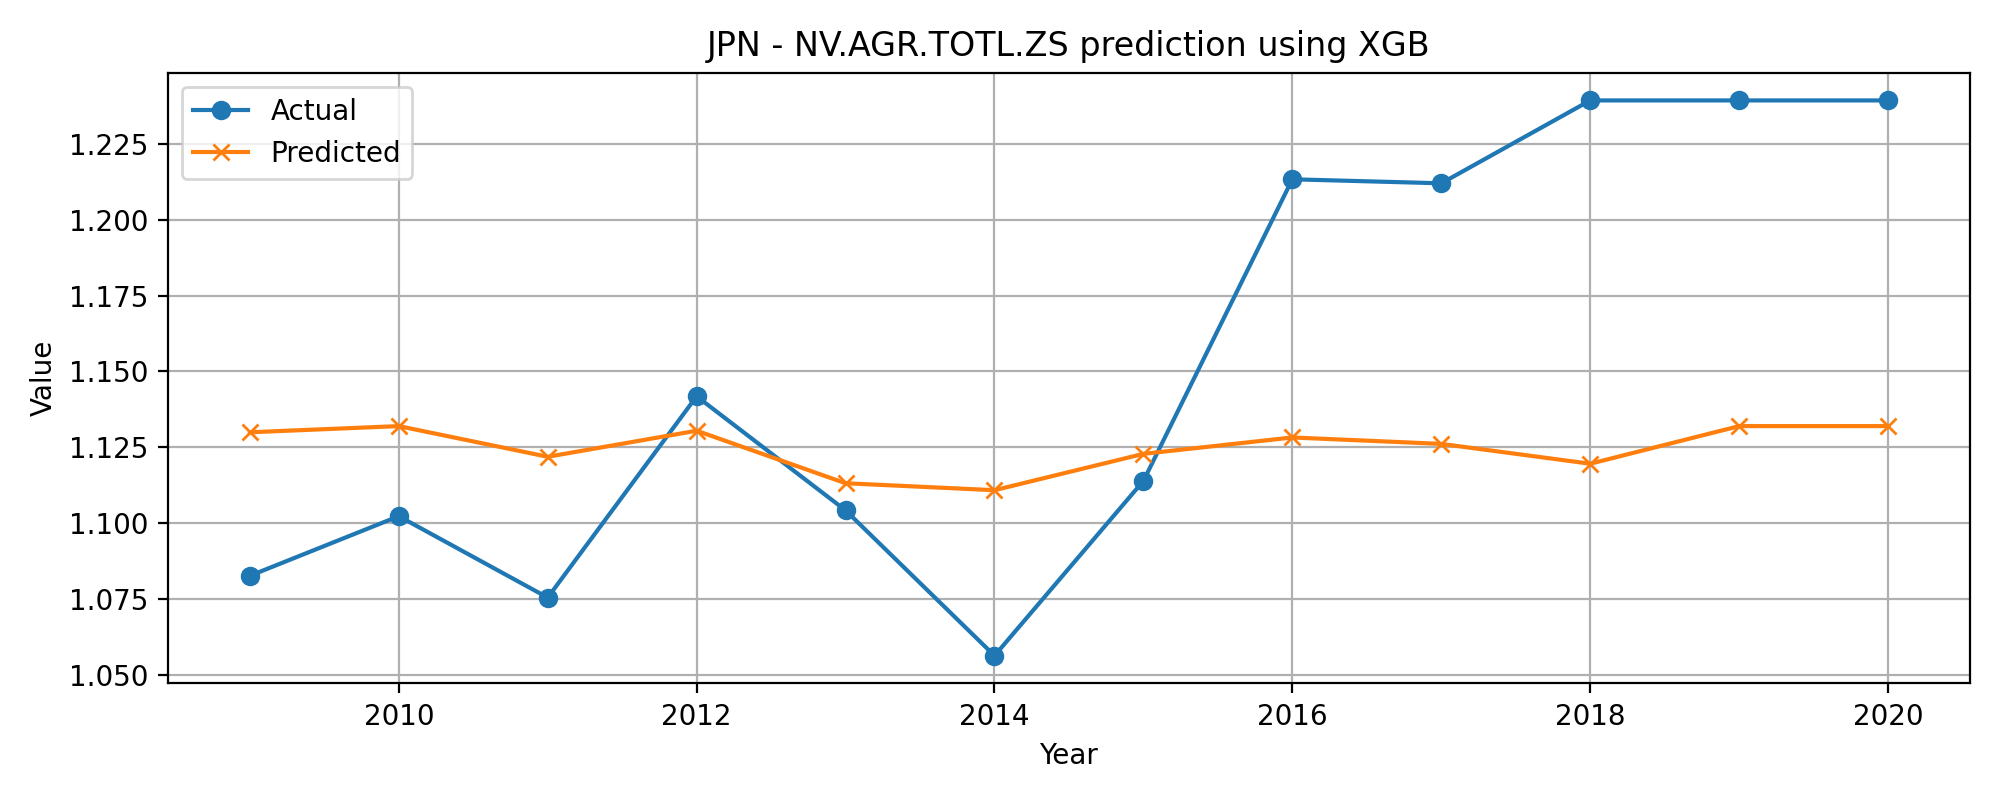 JPN - NV.AGR.TOTL.ZS prediction using XGB
Actual
Predicted
1.225
1.200
1.175
1.150
1.125
1.100
1.075
1.050
Value
2010 2012 2014 2016 2018 2020
Year